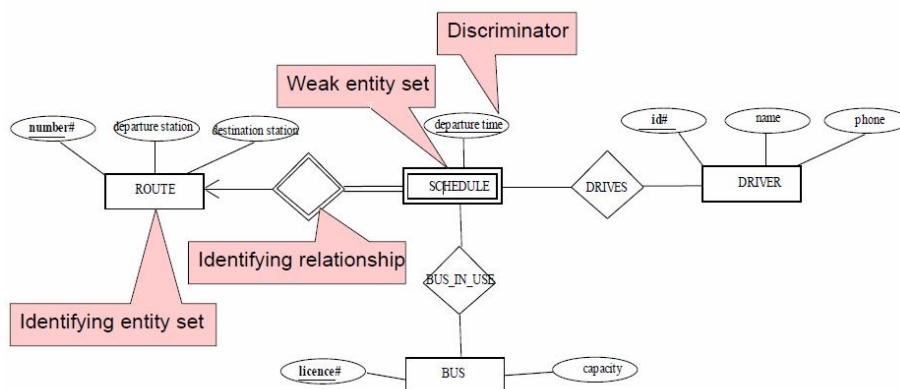 Discriminator
Weak entity set
number#
departure station
destination station
departure time
id#
name
phone
ROUTE
SCHEDULE
DRIVES
DRIVER
Identifying relationship
BUS_IN_USE
Identifying entity set
licence#
BUS
capacity